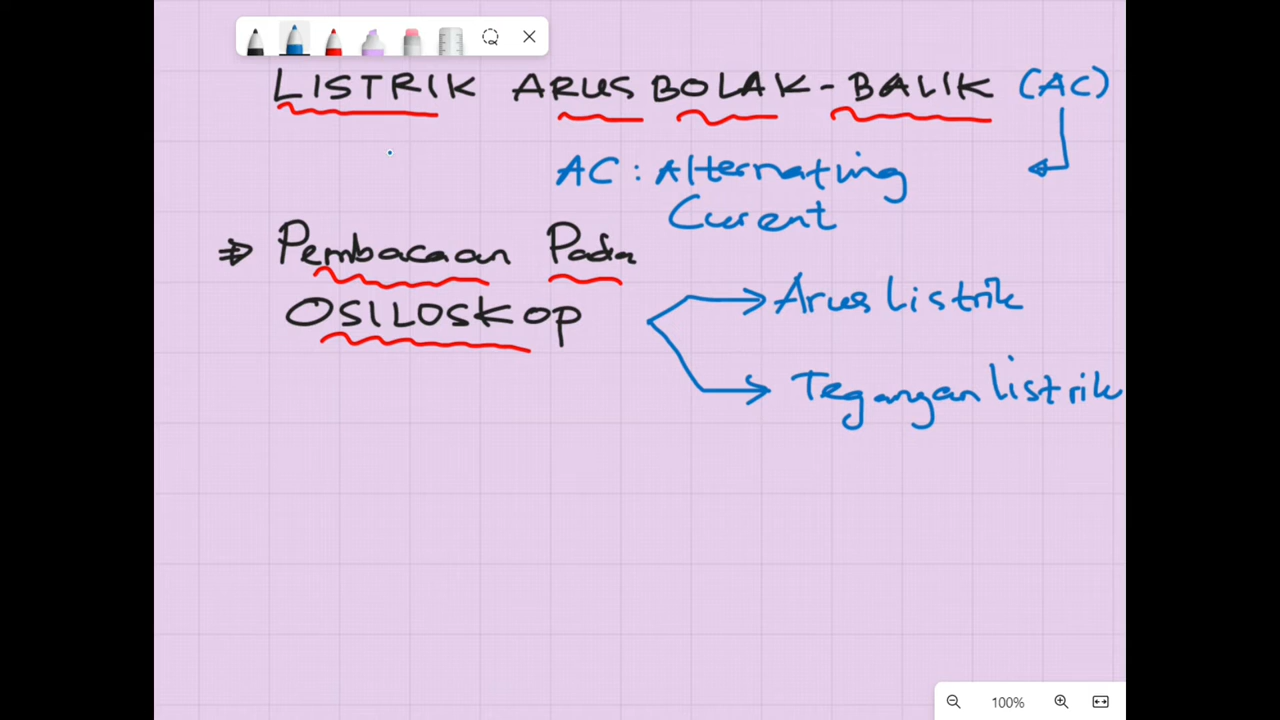 LISTRIK ARUS BOLAK-BALIK (AC)
AC : Alternating
Curent
⇒ Pembacaan Pada
OSILOSKOP
Arus Listrik
Tegangan listrik
100%